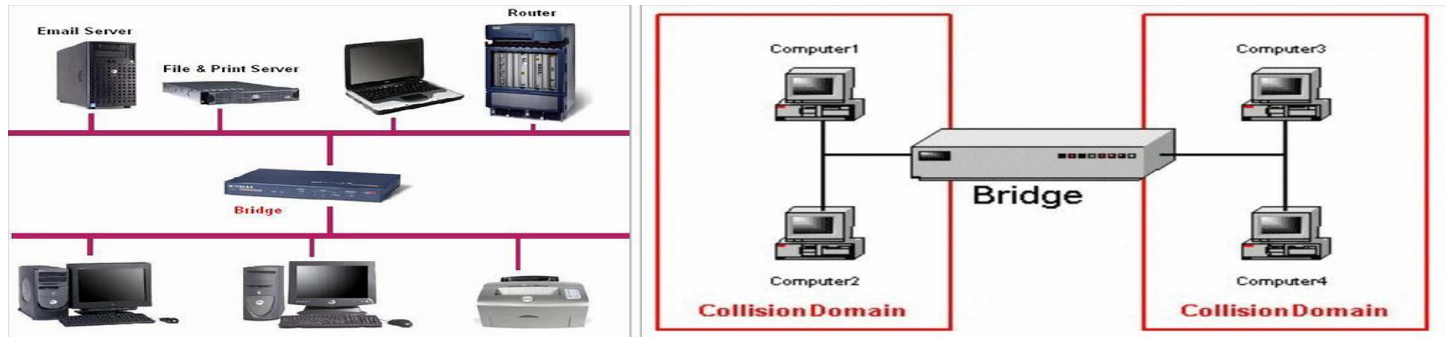 Router
Email Server
File & Print Server
Bridge
Computer1
Computer3
Bridge
Computer2
Computer4
Collision Domain
Collision Domain